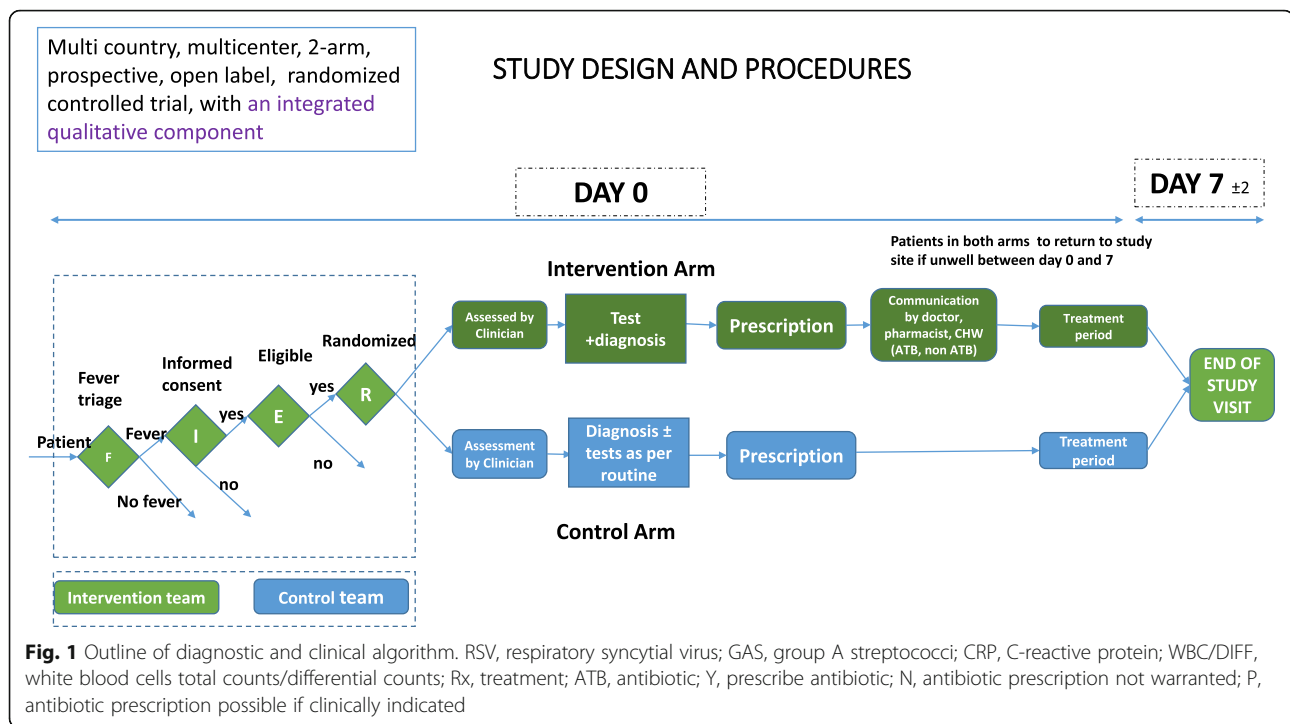 Multi country, multicenter, 2-arm,
prospective, open label, randomized
controlled trial, with an integrated
qualitative component
STUDY DESIGN AND PROCEDURES
DAY 0
DAY 7 ±2
Patients in both arms to return to study
site if unwell between day 0 and 7
Intervention Arm
Patient
Fever
triage
F
Fever
No fever
Informed
consent
I
yes
no
Eligible
E
yes
no
Randomized
R
Assessed by
Clinician
Test
+diagnosis
Prescription
Communication
by doctor,
pharmacist, CHW
(ATB, non ATB)
Treatment
period
Assessment
by Clinician
Diagnosis ±
tests as per
routine
Prescription
Treatment
period
END OF
STUDY
VISIT
Control Arm
Intervention team
Control team
Fig. 1 Outline of diagnostic and clinical algorithm. RSV, respiratory syncytial virus; GAS, group A streptococci; CRP, C-reactive protein; WBC/DIFF,
white blood cells total counts/differential counts; Rx, treatment; ATB, antibiotic; Y, prescribe antibiotic; N, antibiotic prescription not warranted; P,
antibiotic prescription possible if clinically indicated